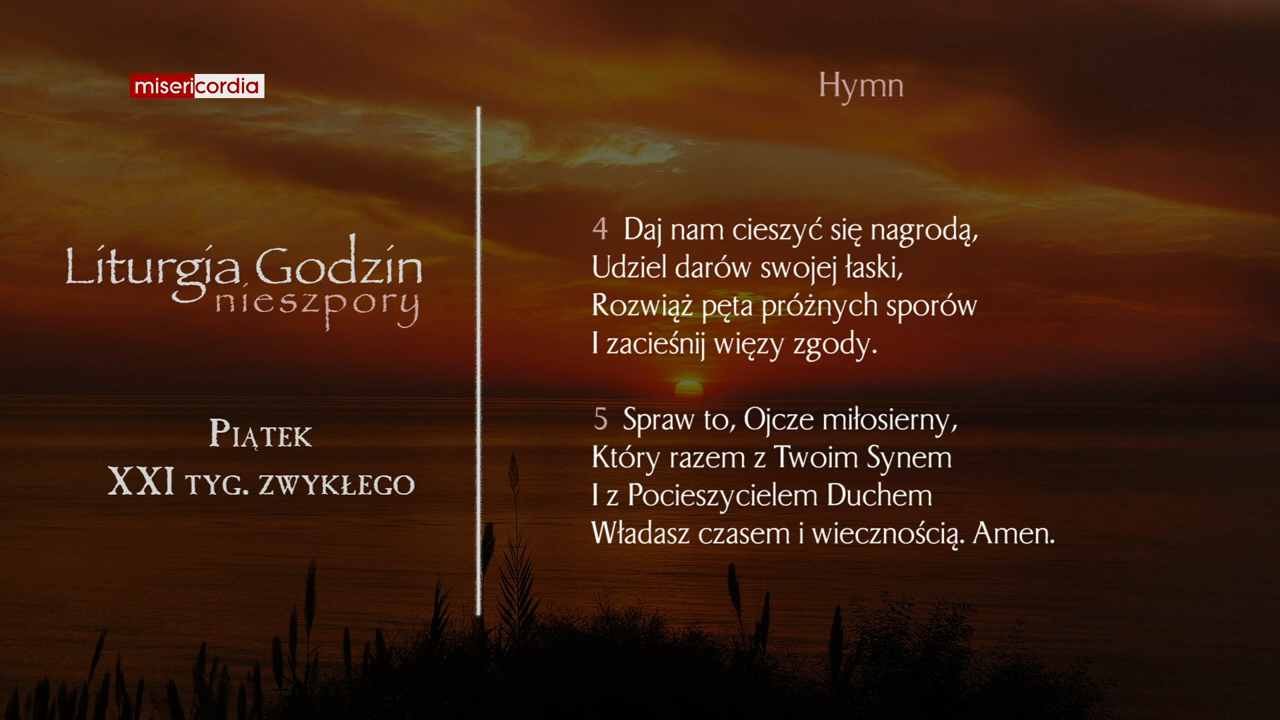 misericordia
Hymn
Liturgia Godzin
nieszpory
Piątek
XXI tyg. zwykłego
4 Daj nam cieszyć się nagrodą,
Udziel darów swojej łaski,
Rozwiąż pęta próżnych sporów
I zacieśnij więzy zgody.
5 Spraw to, Ojcze miłosierny,
Który razem z Twoim Synem
I z Pocieszycielem Duchem
Władasz czasem i wiecznością. Amen.